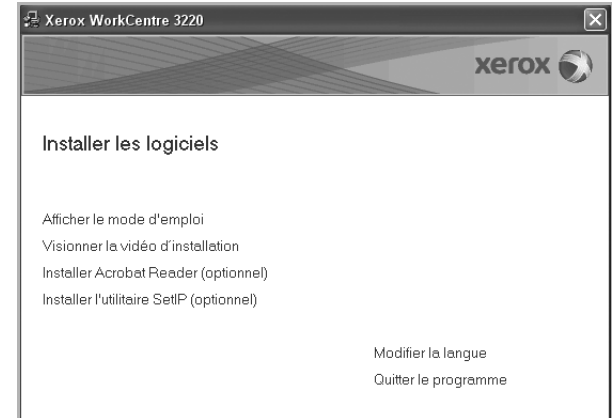 Xerox WorkCentre 3220
xerox
Installer les logiciels
Afficher le mode d'emploi
Visionner la vidéo d'installation
Installer Acrobat Reader (optionnel)
Installer l'utilitaire SetIP (optionnel)
Modifier la langue
Quitter le programme